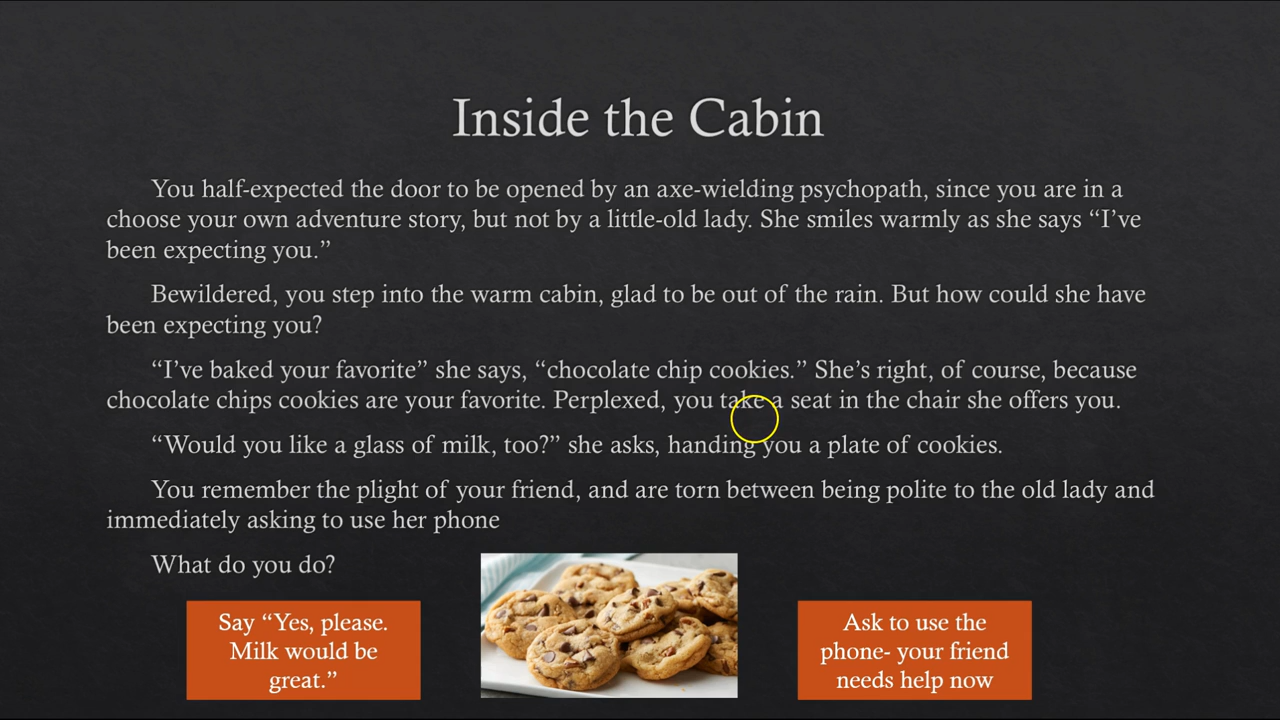 Inside the Cabin
You half-expected the door to be opened by an axe-wielding psychopath, since you are in a
choose your own adventure story, but not by a little-old lady. She smiles warmly as she says “I’ve
been expecting you.”
Bewildered, you step into the warm cabin, glad to be out of the rain. But how could she have
been expecting you?
“I’ve baked your favorite” she says, “chocolate chip cookies.” She’s right, of course, because
chocolate chips cookies are your favorite. Perplexed, you take a seat in the chair she offers you.
“Would you like a glass of milk, too?” she asks, handing you a plate of cookies.
You remember the plight of your friend, and are torn between being polite to the old lady and
immediately asking to use her phone
What do you do?
Say “Yes, please.
Milk would be
great.”
Ask to use the
phone- your friend
needs help now